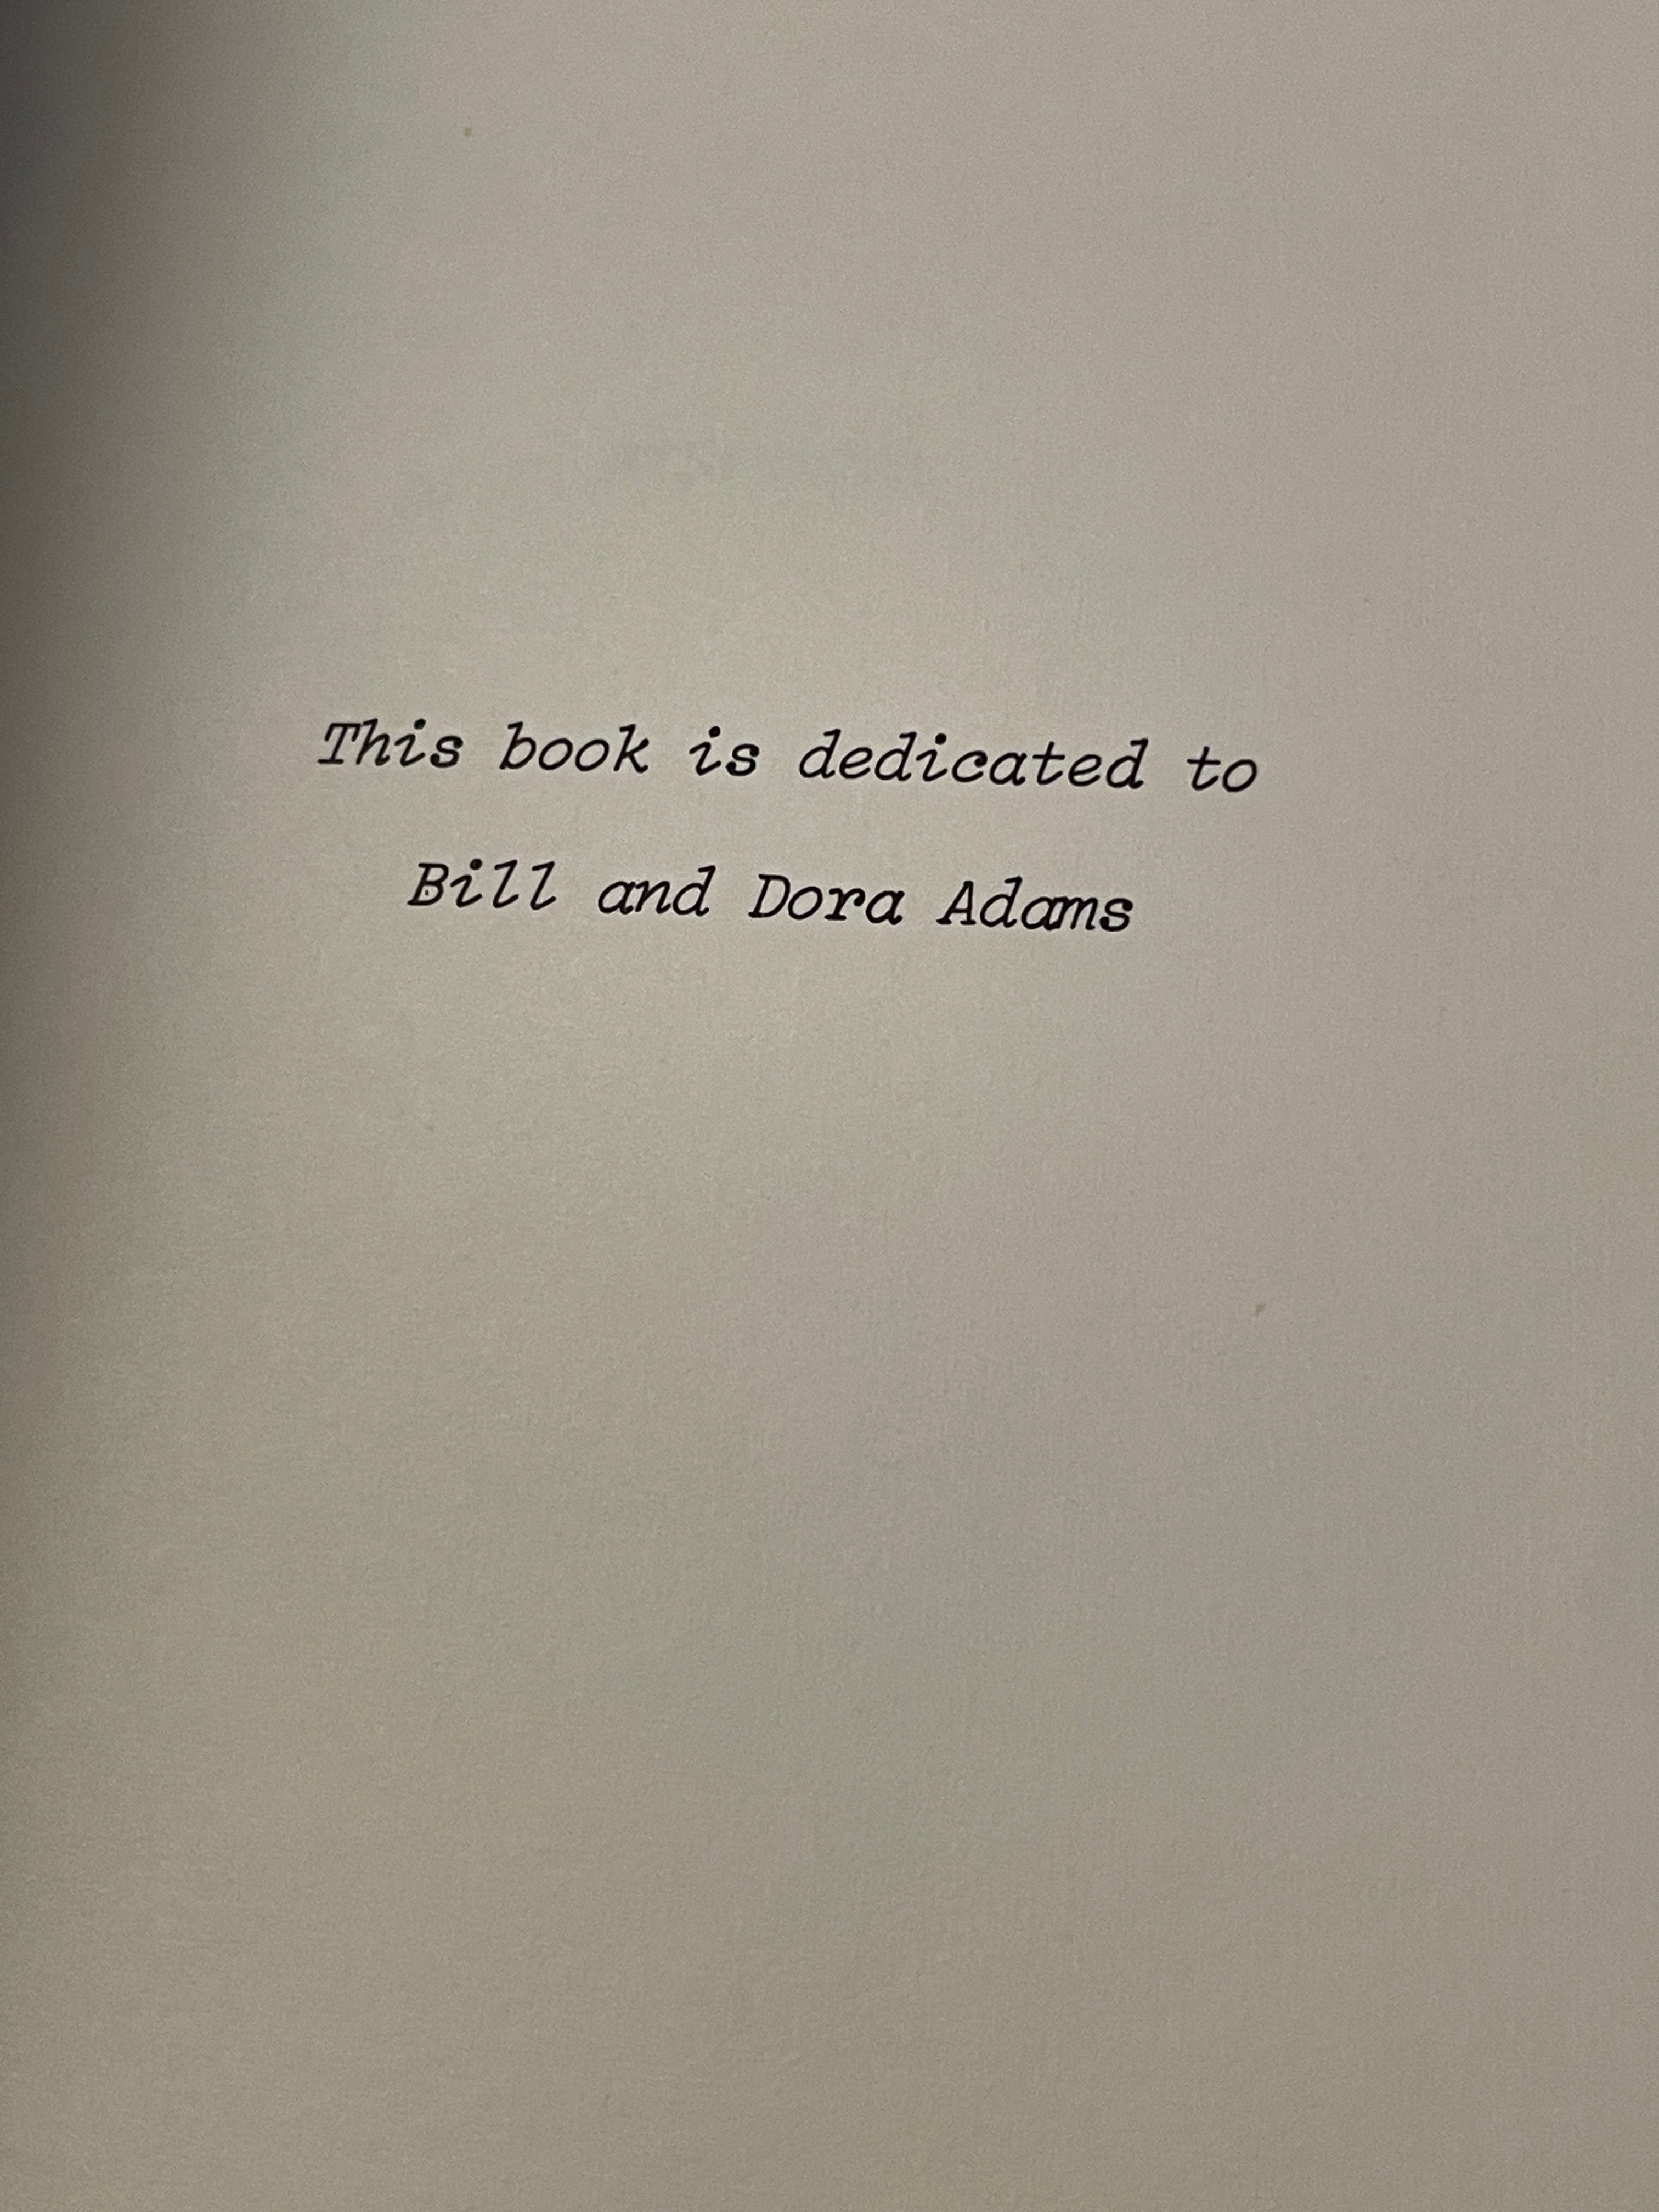 This book is dedicated to
Bill and Dora Adams